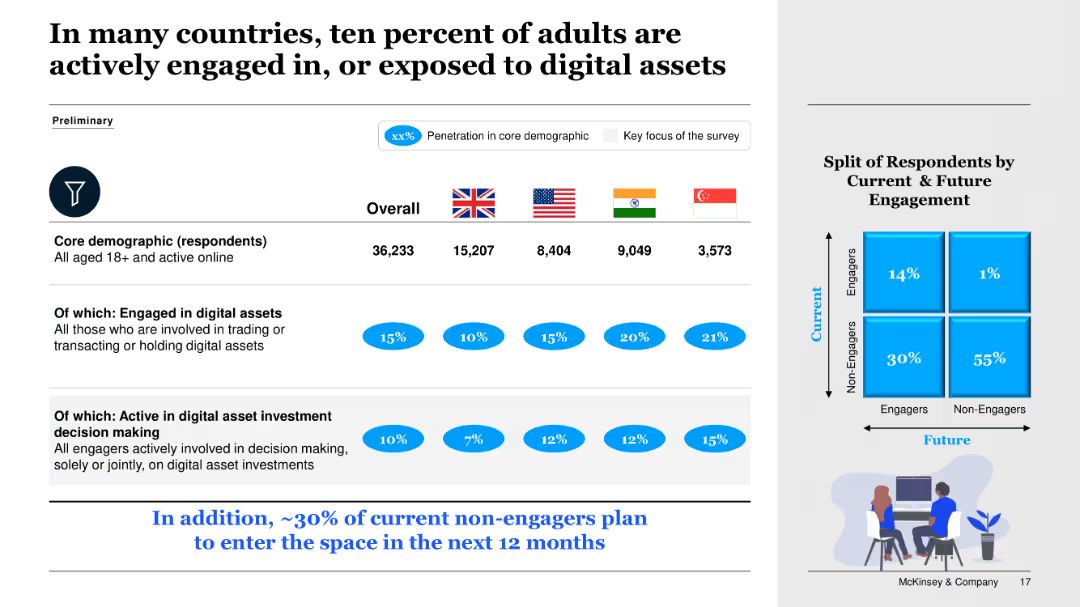 In many countries, ten percent of adults are
actively engaged in, or exposed to digital assets
Preliminary
xx% Penetration in core demographic Key focus of the survey
Overall
Core demographic (respondents)
All aged 18+ and active online
36,233 15,207 8,404 9,049 3,573
Of which: Engaged in digital assets
All those who are involved in trading or
transacting or holding digital assets
15% 10% 15% 20% 21%
Of which: Active in digital asset investment
decision making
All engagers actively involved in decision making,
solely or jointly, on digital asset investments
10% 7% 12% 12% 15%
In addition, ~30% of current non-engagers plan
to enter the space in the next 12 months
Split of Respondents by
Current & Future
Engagement
Current
Engagers
14% 1%
Non-Engagers
30% 55%
Engagers Non-Engagers
Future
McKinsey & Company 17